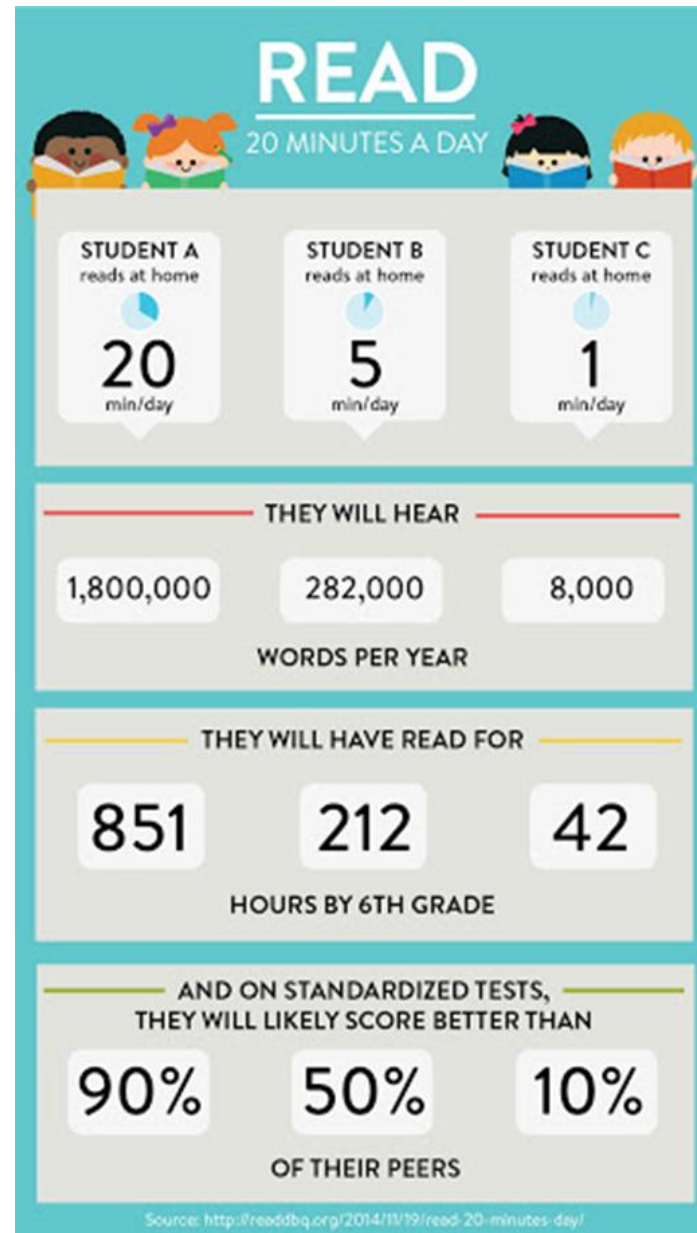 READ
20 MINUTES A DAY
STUDENT A
reads at home
20
min/day
STUDENT B
reads at home
5
min/day
STUDENT C
reads at home
1
min/day
THEY WILL HEAR
1,800,000 282,000 8,000
WORDS PER YEAR
THEY WILL HAVE READ FOR
851 212 42
HOURS BY 6TH GRADE
AND ON STANDARDIZED TESTS,
THEY WILL LIKELY SCORE BETTER THAN
90% 50% 10%
OF THEIR PEERS
Source: http://readdbq.org/2014/11/19/read-20-minutes-day/